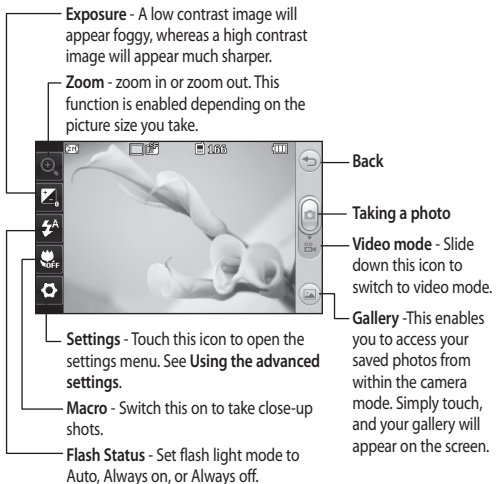 Exposure - A low contrast image will
appear foggy, whereas a high contrast
image will appear much sharper.
Zoom - zoom in or zoom out. This
function is enabled depending on the
picture size you take.
2M
166
A
OFF
Back
Taking a photo
Video mode - Slide
down this icon to
switch to video mode.
Gallery -This enables
you to access your
saved photos from
within the camera
mode. Simply touch,
and your gallery will
appear on the screen.
Settings - Touch this icon to open the
settings menu. See Using the advanced
settings.
Macro - Switch this on to take close-up
shots.
Flash Status - Set flash light mode to
Auto, Always on, or Always off.